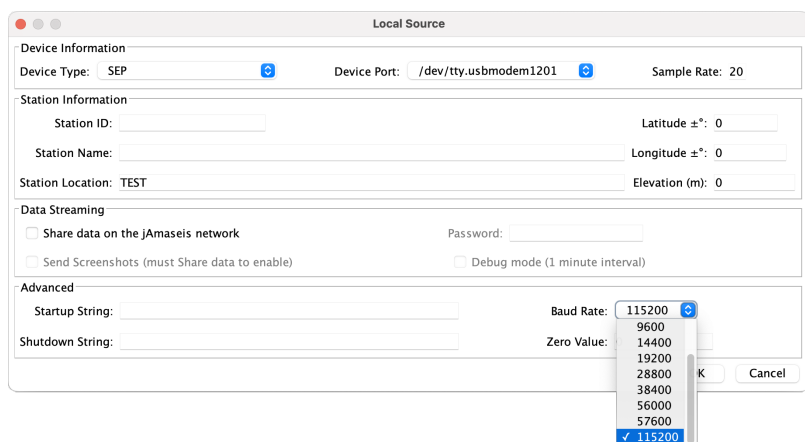 Local Source
Device Information
Device Type: SEP Device Port: /dev/tty.usbmodem1201 Sample Rate: 20
Station Information
Station ID: Latitude ±°: 0
Station Name: Longitude ±°: 0
Station Location: TEST Elevation (m): 0
Data Streaming
Share data on the jAmaseis network Password:
Send Screenshots (must Share data to enable) Debug mode (1 minute interval)
Advanced
Startup String: Baud Rate: 115200
9600
Shutdown String: Zero Value: 14400
19200
28800 Cancel
38400
56000
57600
✓ 115200